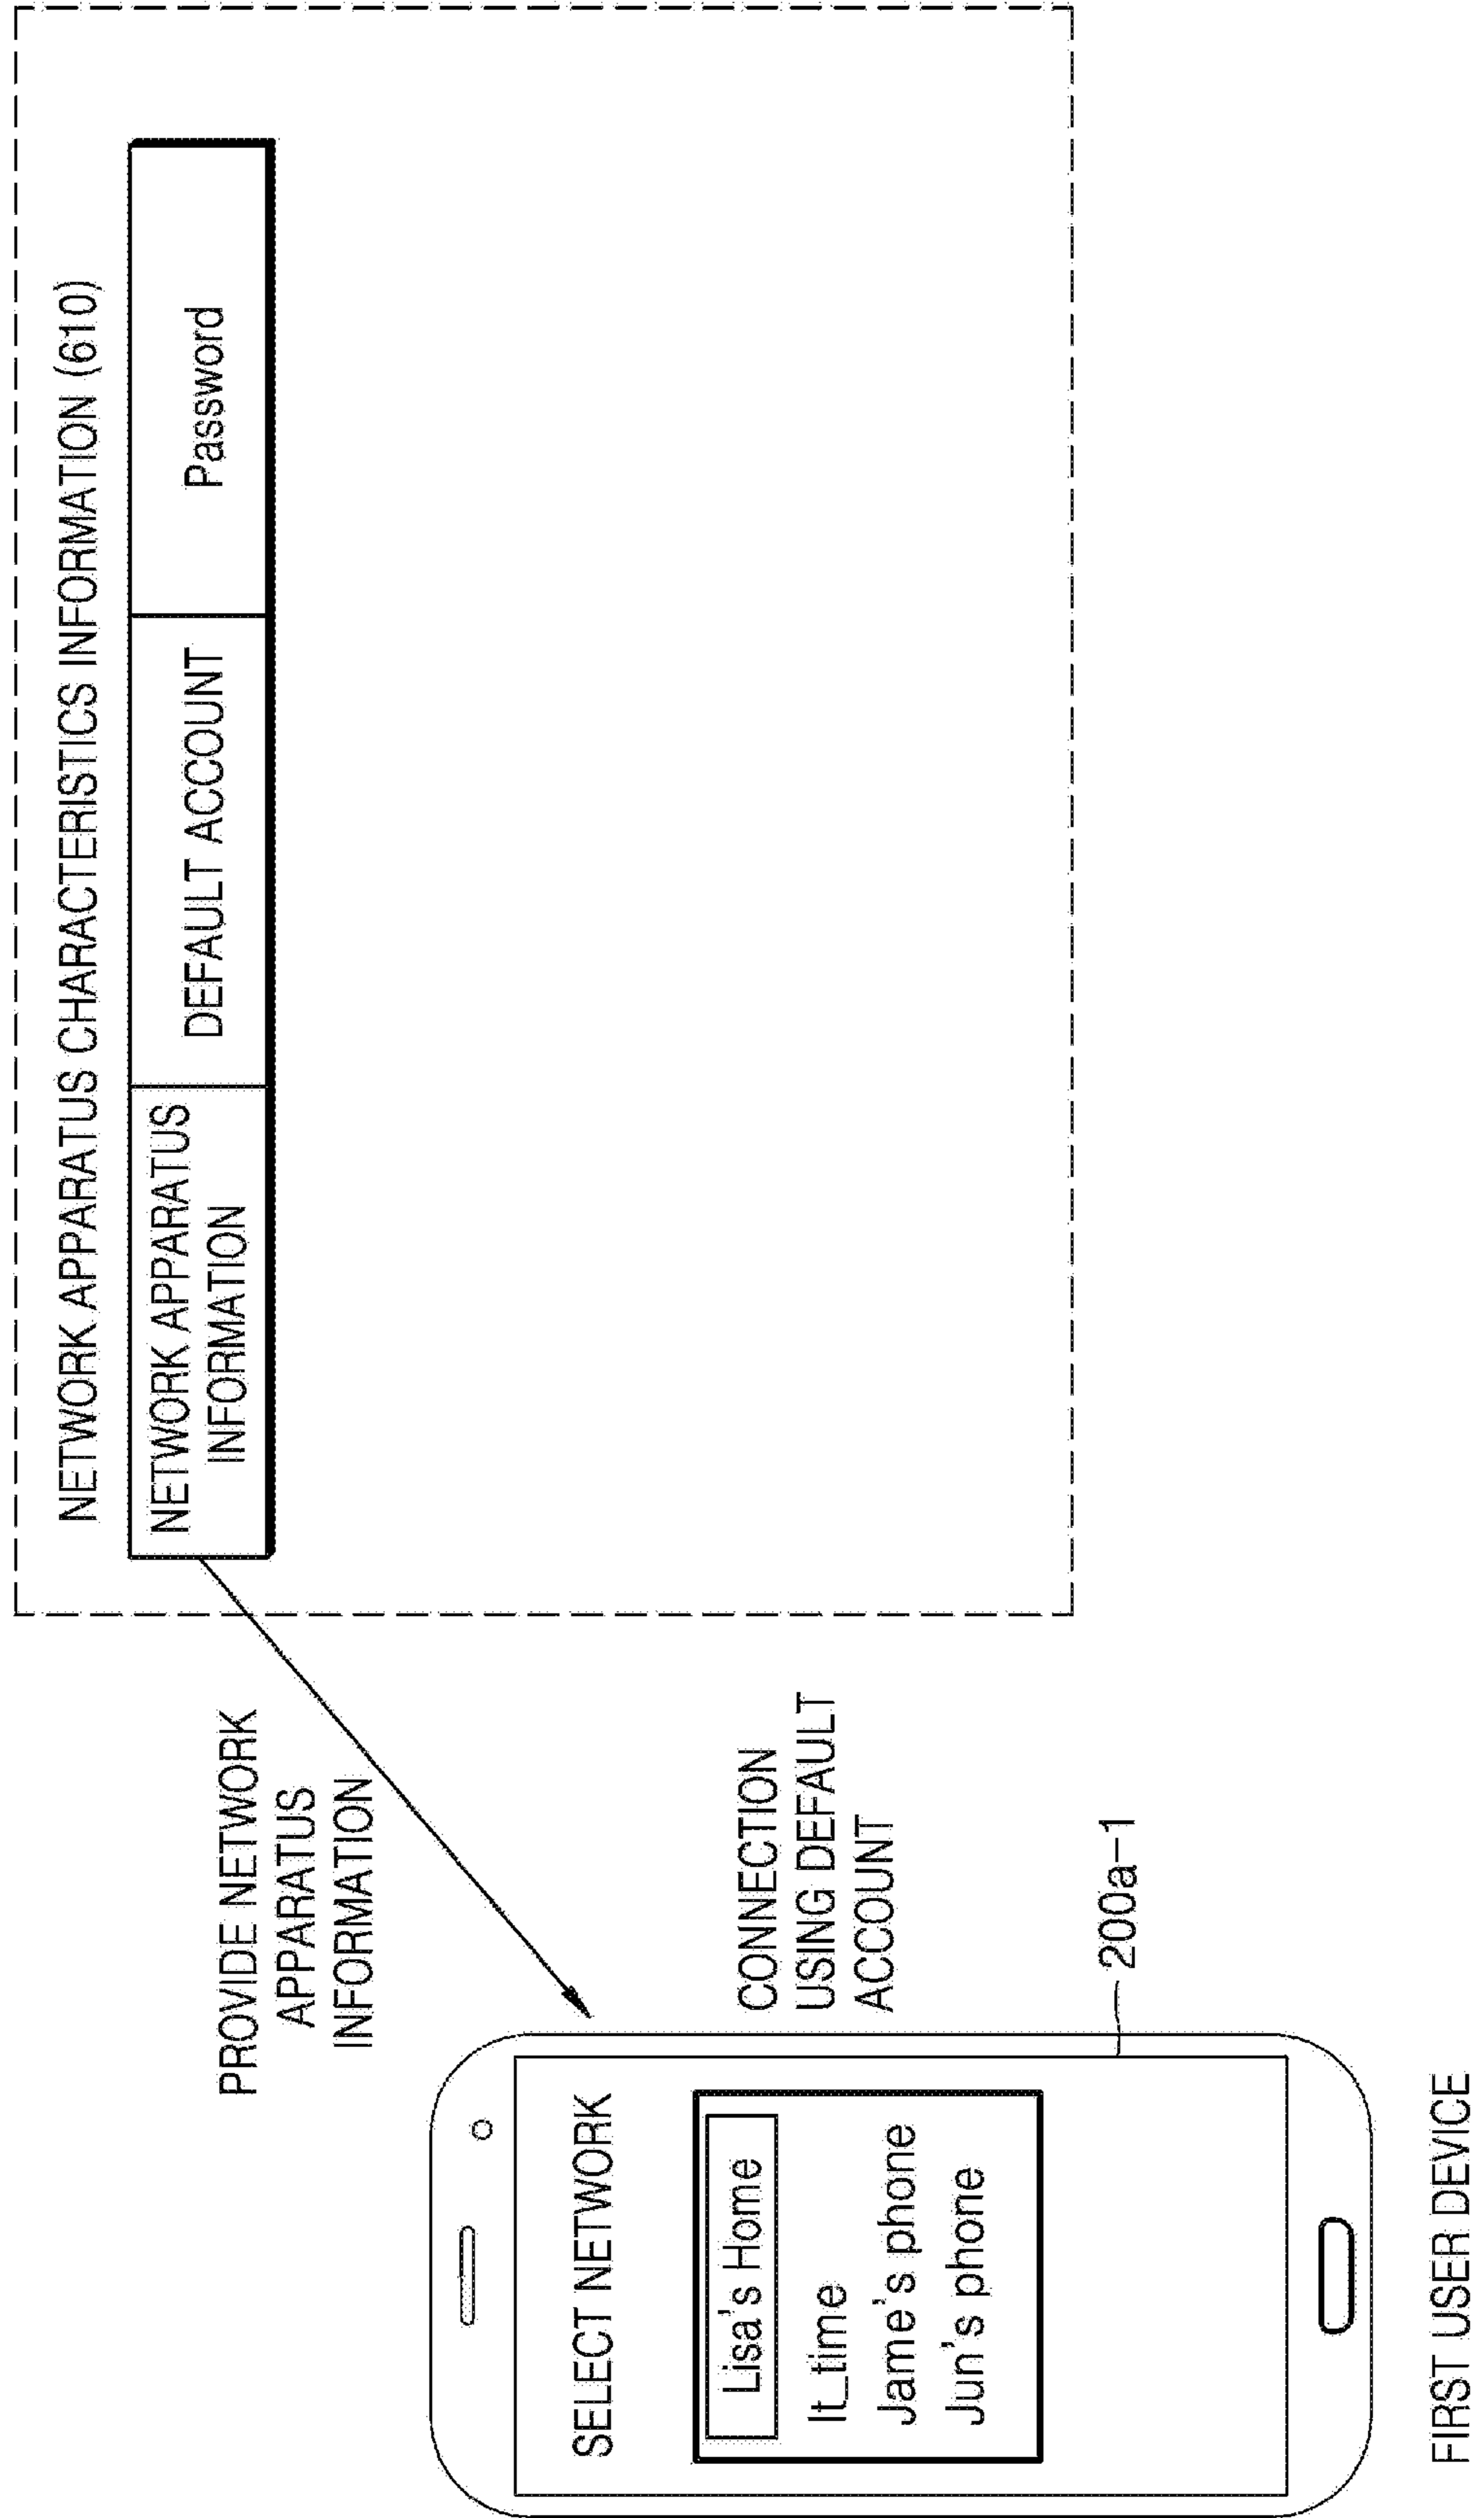 NETWORK APPARATUS CHARACTERISTICS INFORMATION (610)
NETWORK APPARATUS
INFORMATION
DEFAULT ACCOUNT
Password
PROVIDE NETWORK
APPARATUS
INFORMATION
CONNECTION
USING DEFAULT
ACCOUNT
SELECT NETWORK
Lisa's Home
It_time
Jame's phone
Jun's phone
200a-1
FIRST USER DEVICE